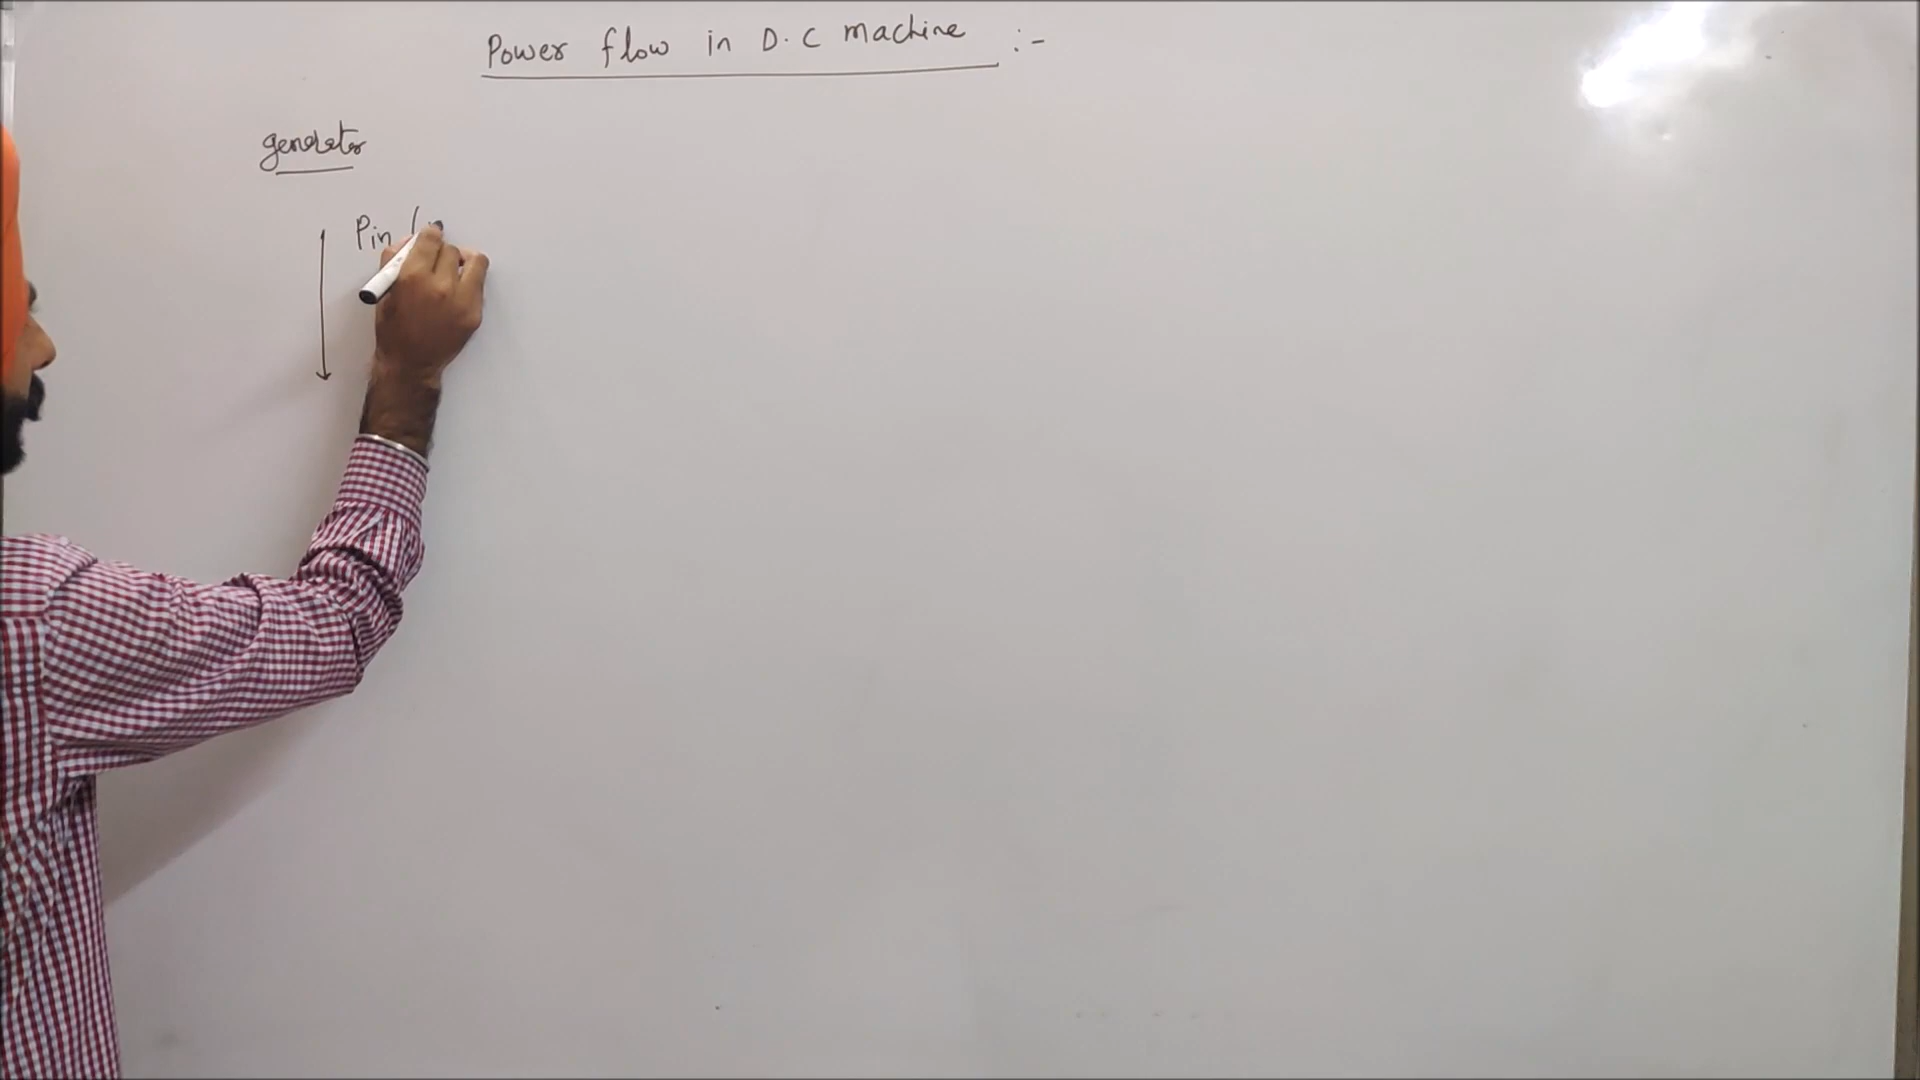 Power flow in D.C machine :-
generator
Pin (